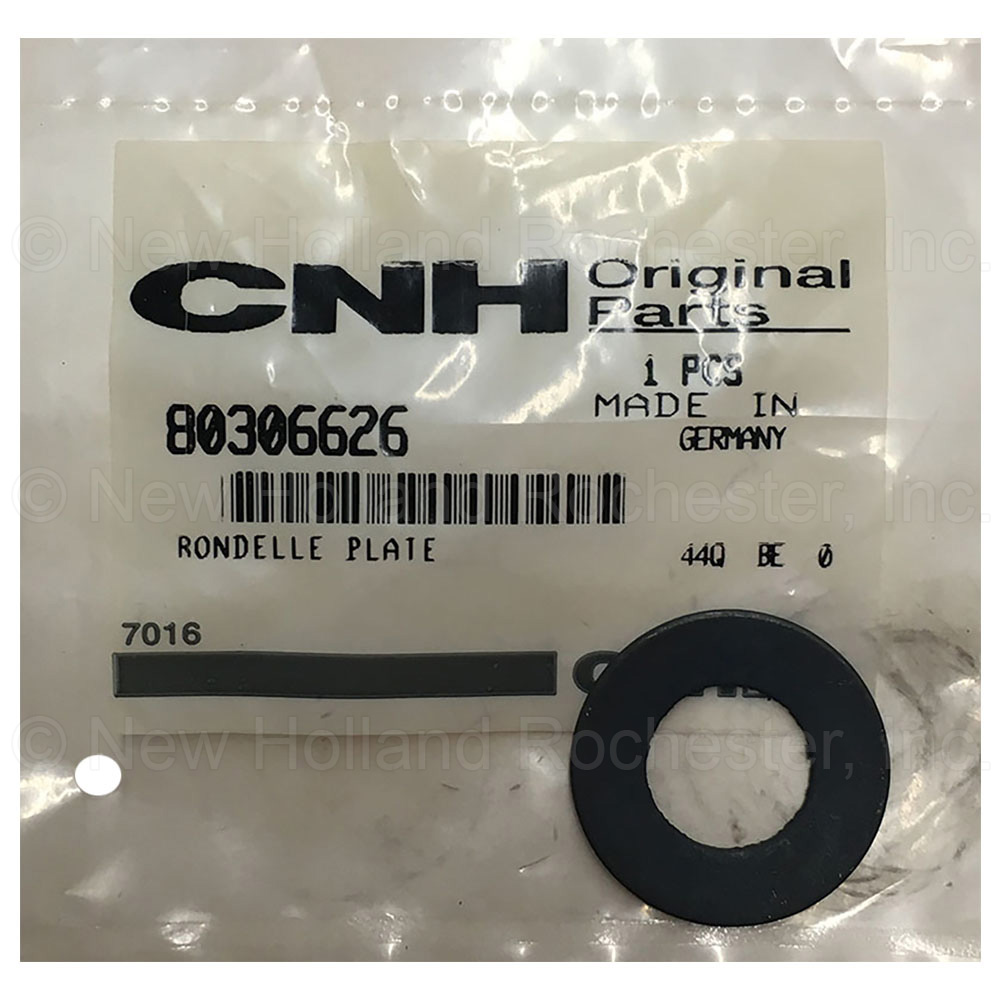 © New Holland Rochester, Inc.
CNH Original
Parts
1 PCS
MADE IN
80306626 GERMANY
© New Holland Rochester, Inc.
RONDELLE PLATE 44Q BE 0
7016
© New Holland Rochester, Inc.